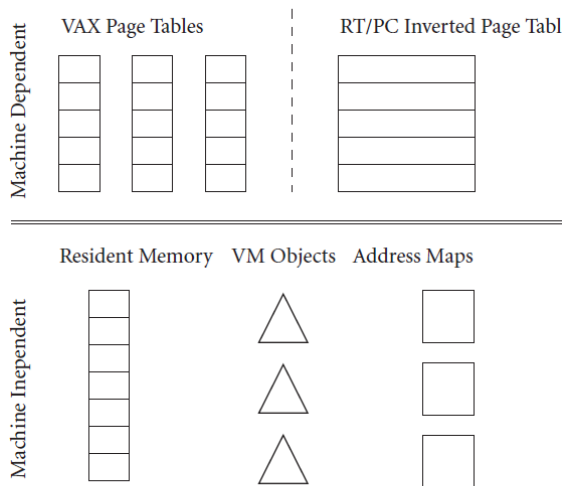 VAX Page Tables
RT/PC Inverted Page Tabl
Machine Dependent
Resident Memory
VM Objects
Address Maps
Machine Inependent